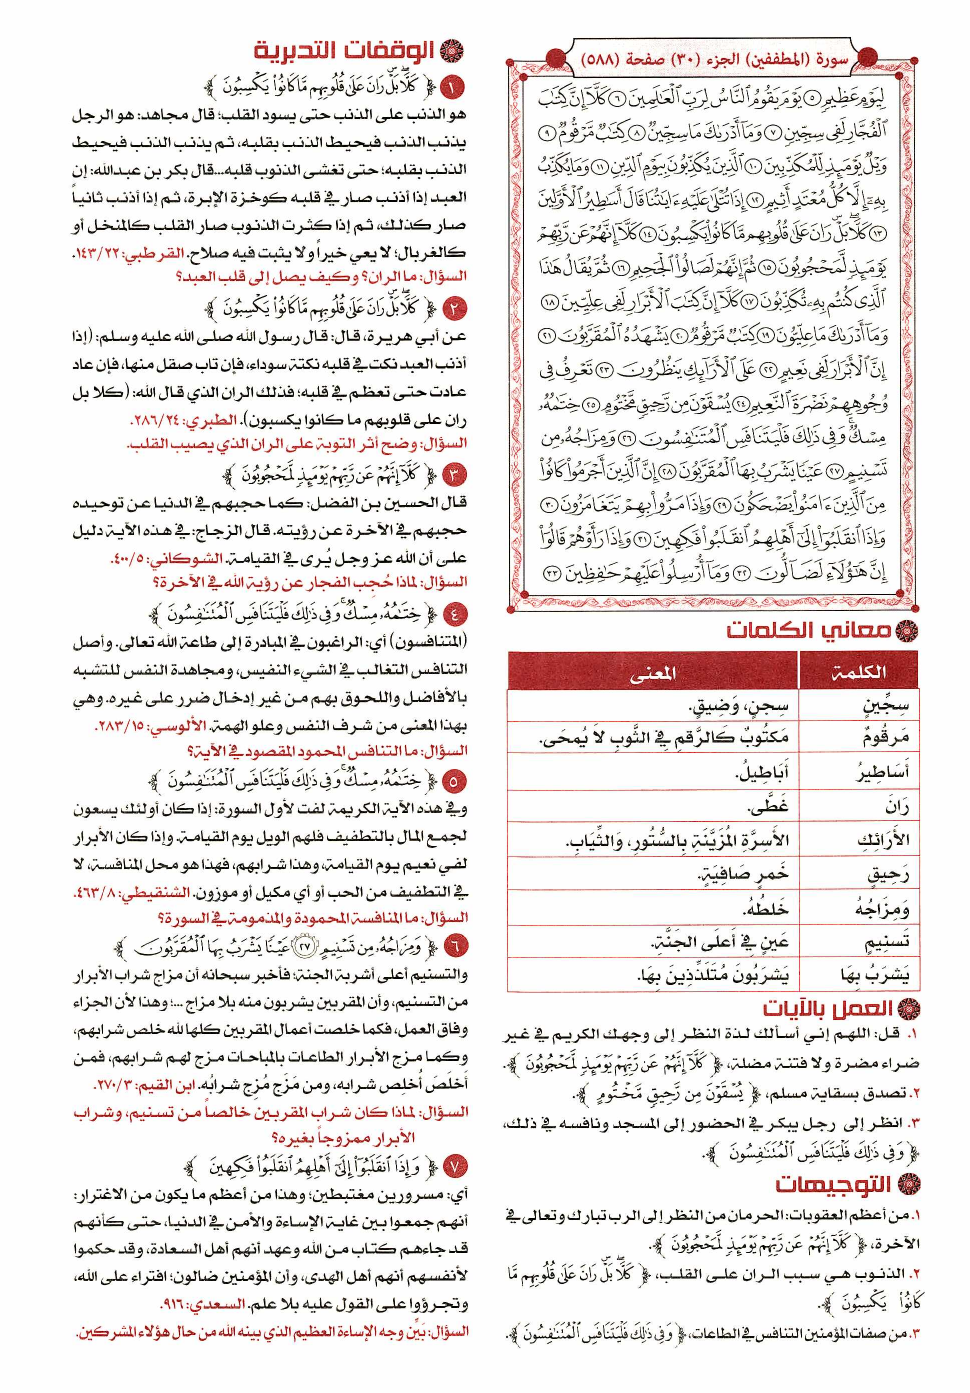 سورة (المطففين) الجزء (٣٠) صفحة (٥٨٨)
لِيَوْمٍ عَظِيمٍ ٥ يَوْمَ يَقُومُ ٱلنَّاسُ لِرَبِّ ٱلْعَٰلَمِينَ ٦ كَلَّآ إِنَّ كِتَٰبَ
ٱلْفُجَّارِ لَفِى سِجِّينٍ ٧ وَمَآ أَدْرَىٰكَ مَا سِجِّينٌ ٨ كِتَٰبٌ مَّرْقُومٌ ٩
وَيْلٌ يَوْمَئِذٍ لِّلْمُكَذِّبِينَ ١٠ ٱلَّذِينَ يُكَذِّبُونَ بِيَوْمِ ٱلدِّينِ ١١ وَمَا يُكَذِّبُ
بِهِۦٓ إِلَّا كُلُّ مُعْتَدٍ أَثِيمٍ ١٢ إِذَا تُتْلَىٰ عَلَيْهِ ءَايَٰتُنَا قَالَ أَسَٰطِيرُ ٱلْأَوَّلِينَ
١٣ كَلَّا ۖ بَلْ ۜ رَانَ عَلَىٰ قُلُوبِهِم مَّا كَانُوا۟ يَكْسِبُونَ ١٤ كَلَّآ إِنَّهُمْ عَن رَّبِّهِمْ
يَوْمَئِذٍ لَّمَحْجُوبُونَ ١٥ ثُمَّ إِنَّهُمْ لَصَالُوا۟ ٱلْجَحِيمِ ١٦ ثُمَّ يُقَالُ هَٰذَا
ٱلَّذِى كُنتُم بِهِۦ تُكَذِّبُونَ ١٧ كَلَّآ إِنَّ كِتَٰبَ ٱلْأَبْرَارِ لَفِى عِلِّيِّينَ ١٨
وَمَآ أَدْرَىٰكَ مَا عِلِّيُّونَ ١٩ كِتَٰبٌ مَّرْقُومٌ ٢٠ يَشْهَدُهُ ٱلْمُقَرَّبُونَ ٢١
إِنَّ ٱلْأَبْرَارَ لَفِى نَعِيمٍ ٢٢ عَلَى ٱلْأَرَآئِكِ يَنظُرُونَ ٢٣ تَعْرِفُ فِى
وُجُوهِهِمْ نَضْرَةَ ٱلنَّعِيمِ ٢٤ يُسْقَوْنَ مِن رَّحِيقٍ مَّخْتُومٍ ٢٥ خِتَٰمُهُۥ
مِسْكٌ ۚ وَفِى ذَٰلِكَ فَلْيَتَنَافَسِ ٱلْمُتَنَٰفِسُونَ ٢٦ وَمِزَاجُهُۥ مِن
تَسْنِيمٍ ٢٧ عَيْنًا يَشْرَبُ بِهَا ٱلْمُقَرَّبُونَ ٢٨ إِنَّ ٱلَّذِينَ أَجْرَمُوا۟ كَانُوا۟
مِنَ ٱلَّذِينَ ءَامَنُوا۟ يَضْحَكُونَ ٢٩ وَإِذَا مَرُّوا۟ بِهِمْ يَتَغَامَزُونَ ٣٠
وَإِذَا ٱنقَلَبُوٓا۟ إِلَىٰٓ أَهْلِهِمُ ٱنقَلَبُوا۟ فَكِهِينَ ٣١ وَإِذَا رَأَوْهُمْ قَالُوٓا۟
إِنَّ هَٰٓؤُلَآءِ لَضَآلُّونَ ٣٢ وَمَآ أُرْسِلُوا۟ عَلَيْهِمْ حَٰفِظِينَ ٣٣
معاني الكلمات
الكلمة المعنى
سِجِّينٍ سِجنٍ، وَضِيقٍ.
مَرقُومٌ مَكتُوبٌ كَالرَّقمِ فِي الثَّوبِ لَا يُمحَى.
أَسَاطِيرُ أَبَاطِيلُ.
رَانَ غَطَّى.
الأَرَائِكِ الأَسِرَّةِ المُزَيَّنَةِ بِالسُّتُورِ، وَالثِّيَابِ.
رَحِيقٍ خَمرٍ صَافِيَةٍ.
وَمِزَاجُهُ خَلطُهُ.
تَسنِيمٍ عَينٍ فِي أَعلَى الجَنَّةِ.
يَشرَبُ بِهَا يَشرَبُونَ مُتَلَذِّذِينَ بِهَا.
العمل بالآيات
١. قل: اللهم إني أسألك لذة النظر إلى وجهك الكريم في غير
ضراء مضرة ولا فتنة مضلة، ﴿ كَلَّآ إِنَّهُمْ عَن رَّبِّهِمْ يَوْمَئِذٍ لَّمَحْجُوبُونَ ﴾.
٢. تصدق بسقاية مسلم، ﴿ يُسْقَوْنَ مِن رَّحِيقٍ مَّخْتُومٍ ﴾.
٣. انظر إلى رجل يبكر في الحضور إلى المسجد ونافسه في ذلك،
﴿ وَفِى ذَٰلِكَ فَلْيَتَنَافَسِ ٱلْمُتَنَٰفِسُونَ ﴾.
التوجيهات
١. من أعظم العقوبات: الحرمان من النظر إلى الرب تبارك وتعالى في
الآخرة، ﴿ كَلَّآ إِنَّهُمْ عَن رَّبِّهِمْ يَوْمَئِذٍ لَّمَحْجُوبُونَ ﴾.
٢. الذنوب هي سبب الران على القلب، ﴿ كَلَّا ۖ بَلْ ۜ رَانَ عَلَىٰ قُلُوبِهِم مَّا
كَانُوا۟ يَكْسِبُونَ ﴾.
٣. من صفات المؤمنين التنافس في الطاعات، ﴿ وَفِى ذَٰلِكَ فَلْيَتَنَافَسِ ٱلْمُتَنَٰفِسُونَ ﴾.
الوقفات التدبرية
١ ﴿ كَلَّا ۖ بَلْ ۜ رَانَ عَلَىٰ قُلُوبِهِم مَّا كَانُوا۟ يَكْسِبُونَ ﴾
هو الذنب على الذنب حتى يسود القلب؛ قال مجاهد: هو الرجل
يذنب الذنب فيحيط الذنب بقلبه، ثم يذنب الذنب فيحيط
الذنب بقلبه؛ حتى تغشى الذنوب قلبه...قال بكر بن عبدالله: إن
العبد إذا أذنب صار في قلبه كوخزة الإبرة، ثم إذا أذنب ثانياً
صار كذلك، ثم إذا كثرت الذنوب صار القلب كالمنخل أو
كالغربال؛ لا يعي خيراً ولا يثبت فيه صلاح. القرطبي: ١٤٣/٢٢.
السؤال: ما الران؟ وكيف يصل إلى قلب العبد؟
٢ ﴿ كَلَّا ۖ بَلْ ۜ رَانَ عَلَىٰ قُلُوبِهِم مَّا كَانُوا۟ يَكْسِبُونَ ﴾
عن أبي هريرة، قال: قال رسول الله صلى الله عليه وسلم: (إذا
أذنب العبد نكت في قلبه نكتة سوداء، فإن تاب صقل منها، فإن عاد
عادت حتى تعظم في قلبه؛ فذلك الران الذي قال الله: (كلا بل
ران على قلوبهم ما كانوا يكسبون). الطبري: ٢٨٦/٢٤.
السؤال: وضح أثر التوبة على الران الذي يصيب القلب.
٣ ﴿ كَلَّآ إِنَّهُمْ عَن رَّبِّهِمْ يَوْمَئِذٍ لَّمَحْجُوبُونَ ﴾
قال الحسين بن الفضل: كما حجبهم في الدنيا عن توحيده
حجبهم في الآخرة عن رؤيته. قال الزجاج: في هذه الآية دليل
على أن الله عز وجل يُرى في القيامة. الشوكاني: ٤٠٠/٥.
السؤال: لماذا حُجِب الفجار عن رؤية الله في الآخرة؟
٤ ﴿ خِتَٰمُهُۥ مِسْكٌ ۚ وَفِى ذَٰلِكَ فَلْيَتَنَافَسِ ٱلْمُتَنَٰفِسُونَ ﴾
(المتنافسون) أي: الراغبون في المبادرة إلى طاعة الله تعالى. وأصل
التنافس التغالب في الشيء النفيس، ومجاهدة النفس للتشبه
بالأفاضل واللحوق بهم من غير إدخال ضرر على غيره. وهي
بهذا المعنى من شرف النفس وعلو الهمة. الألوسي: ٢٨٣/١٥.
السؤال: ما التنافس المحمود المقصود في الآية؟
٥ ﴿ خِتَٰمُهُۥ مِسْكٌ ۚ وَفِى ذَٰلِكَ فَلْيَتَنَافَسِ ٱلْمُتَنَٰفِسُونَ ﴾
وفي هذه الآية الكريمة لفت لأول السورة: إذا كان أولئك يسعون
لجمع المال بالتطفيف فلهم الويل يوم القيامة. وإذا كان الأبرار
لفي نعيم يوم القيامة، وهذا شرابهم، فهذا هو محل المنافسة، لا
في التطفيف من الحب أو أي مكيل أو موزون. الشنقيطي: ٤٦٣/٨.
السؤال: ما المنافسة المحمودة والمذمومة في السورة؟
٦ ﴿ وَمِزَاجُهُۥ مِن تَسْنِيمٍ ٢٧ عَيْنًا يَشْرَبُ بِهَا ٱلْمُقَرَّبُونَ ﴾
والتسنيم أعلى أشربة الجنة؛ فأخبر سبحانه أن مزاج شراب الأبرار
من التسنيم، وأن المقربين يشربون منه بلا مزاج ...؛ وهذا لأن الجزاء
وفاق العمل، فكما خلصت أعمال المقربين كلها لله خلص شرابهم،
وكما مزج الأبرار الطاعات بالمباحات مزج لهم شرابهم، فمن
أَخلَصَ أُخلِصَ شرابه، ومن مَزَج مُزِج شرابُه. ابن القيم: ٢٧٠/٣.
السؤال: لماذا كان شراب المقربين خالصاً من تسنيم، وشراب
الأبرار ممزوجاً بغيره؟
٧ ﴿ وَإِذَا ٱنقَلَبُوٓا۟ إِلَىٰٓ أَهْلِهِمُ ٱنقَلَبُوا۟ فَكِهِينَ ﴾
أي: مسرورين مغتبطين؛ وهذا من أعظم ما يكون من الاغترار:
أنهم جمعوا بين غاية الإساءة والأمن في الدنيا، حتى كأنهم
قد جاءهم كتاب من الله وعهد أنهم أهل السعادة، وقد حكموا
لأنفسهم أنهم أهل الهدى، وأن المؤمنين ضالون؛ افتراء على الله،
وتجرؤوا على القول عليه بلا علم. السعدي: ٩١٦.
السؤال: بَيِّن وجه الإساءة العظيم الذي بينه الله من حال هؤلاء المشركين.